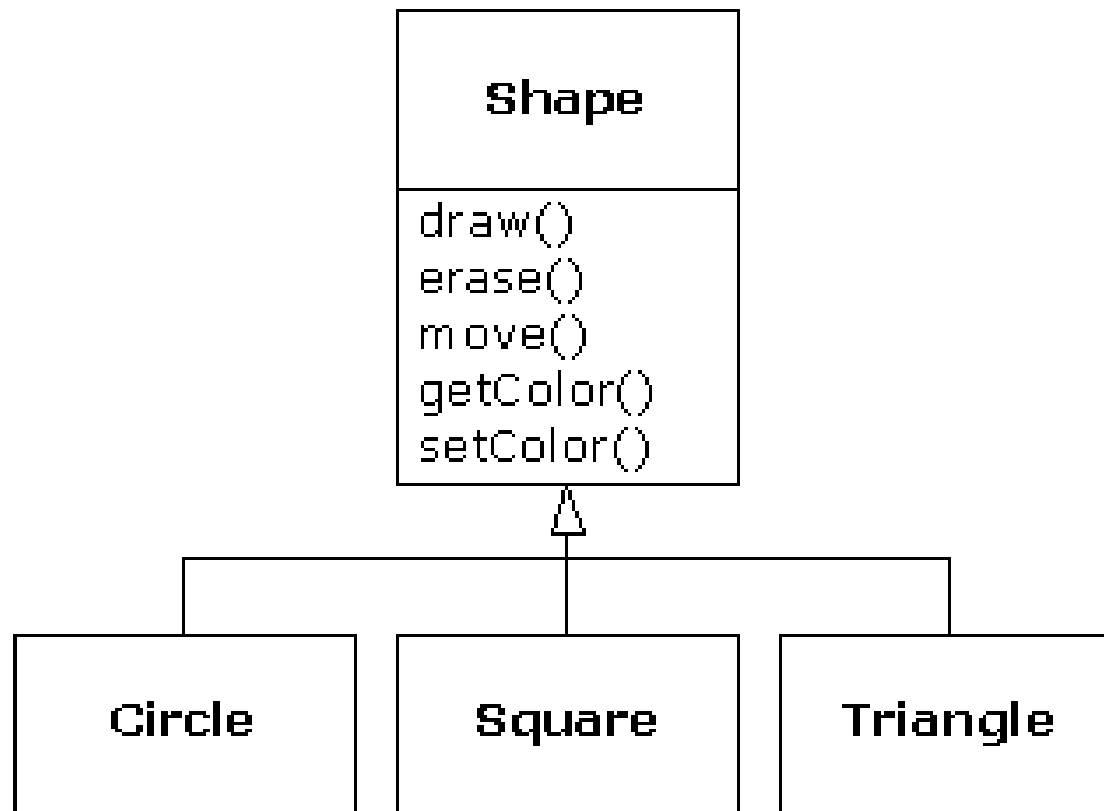 Shape
draw()
erase()
move()
getColor()
setColor()
Circle
Square
Triangle